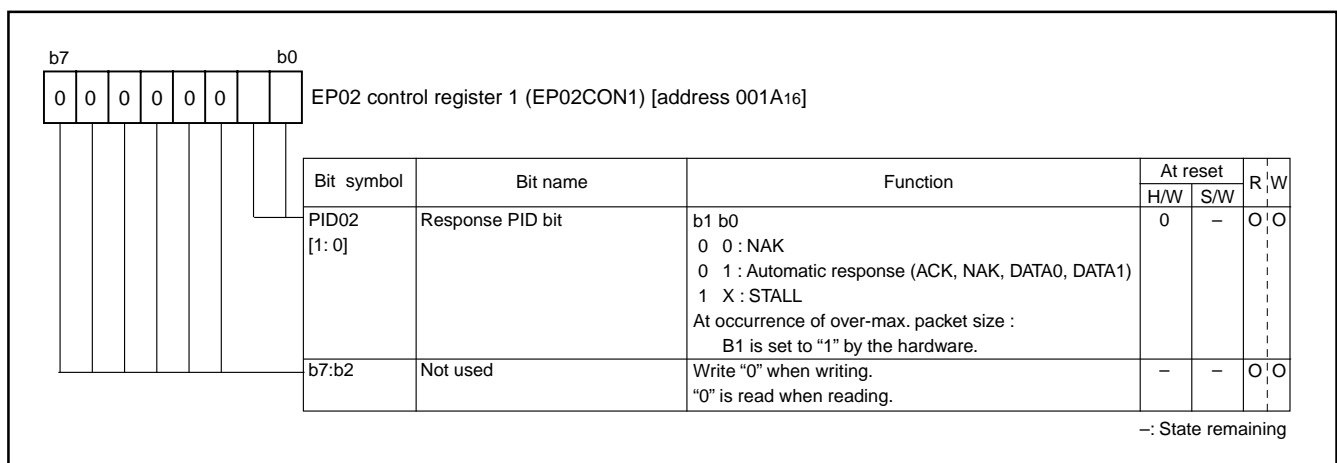 b7 b0
0 0 0 0 0 0 EP02 control register 1 (EP02CON1) [address 001A16]
Bit symbol Bit name Function At reset R W
H/W S/W
PID02 Response PID bit b1 b0 0 – O O
[1: 0] 0 0 : NAK
0 1 : Automatic response (ACK, NAK, DATA0, DATA1)
1 X : STALL
At occurrence of over-max. packet size :
B1 is set to “1” by the hardware.
b7:b2 Not used Write “0” when writing. – – O O
“0” is read when reading.
–: State remaining